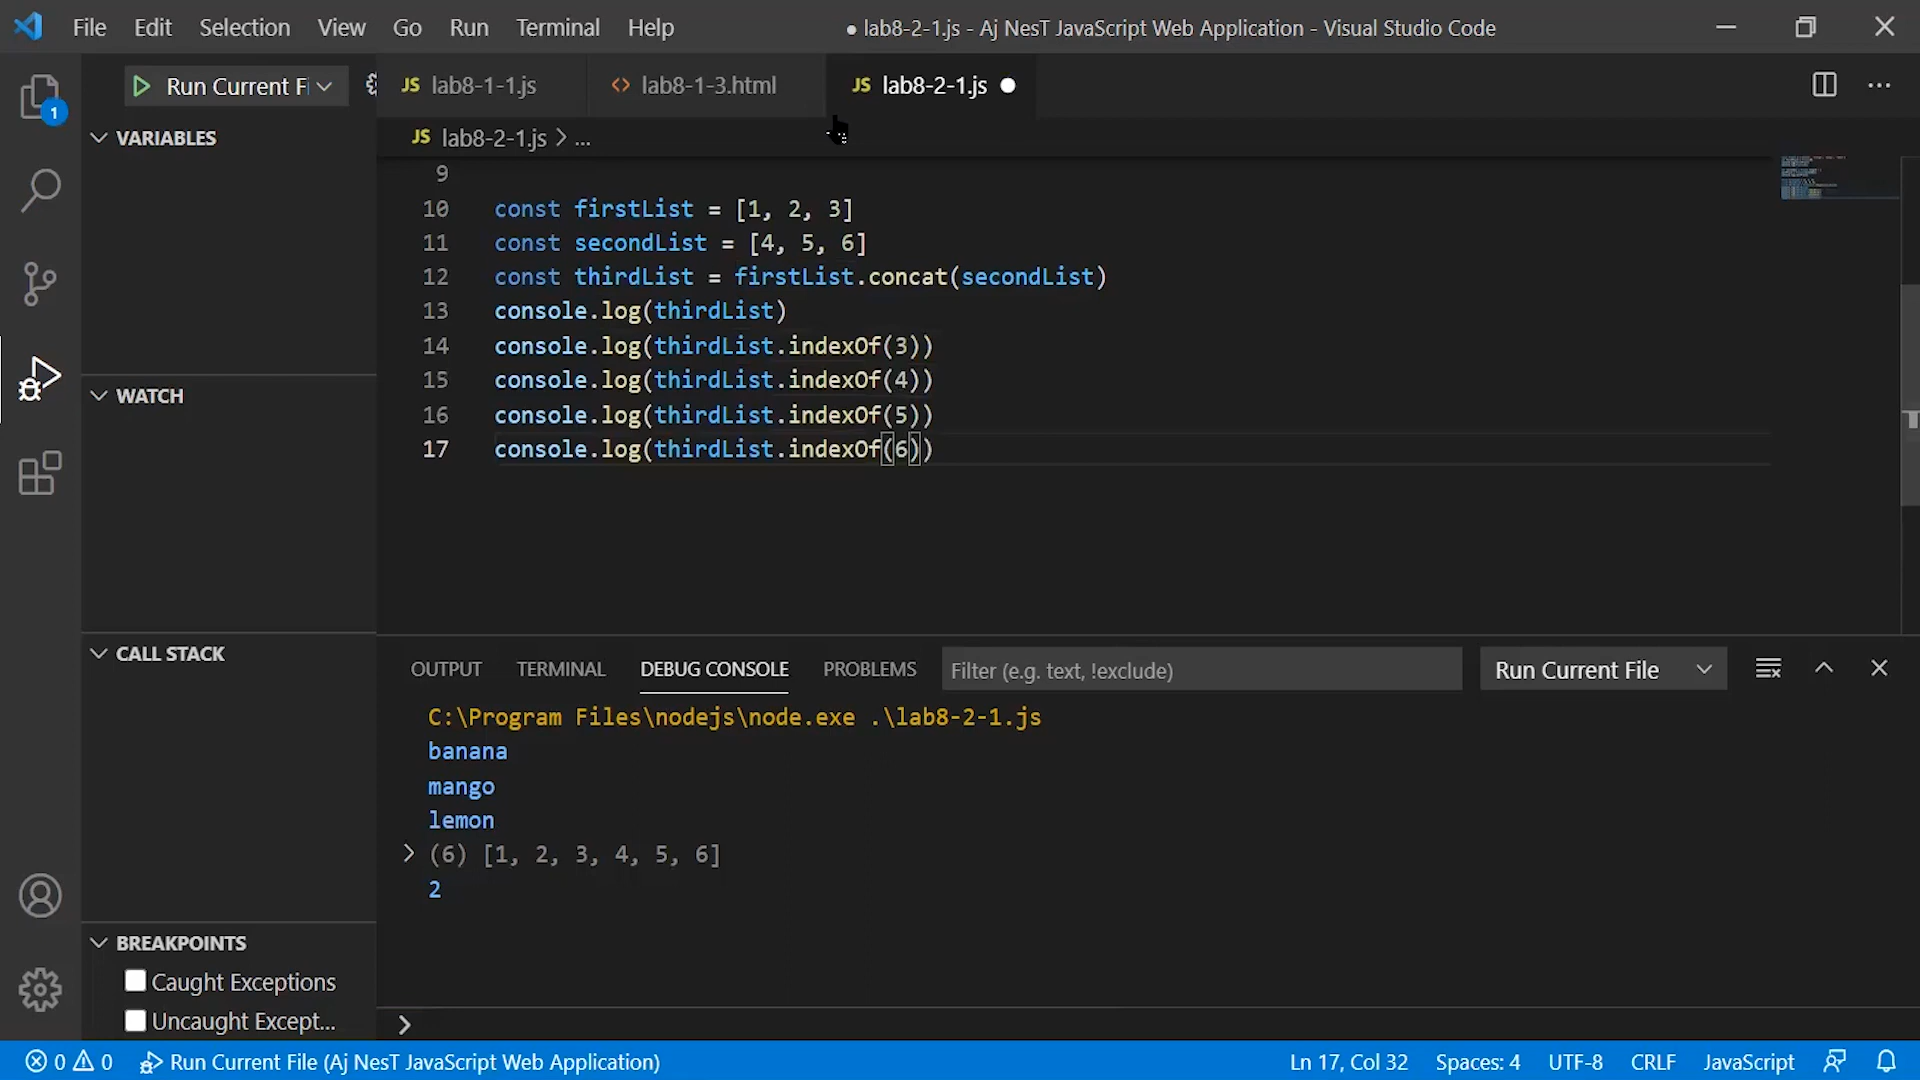 File Edit Selection View Go Run Terminal Help ● lab8-2-1.js - Aj NesT JavaScript Web Application - Visual Studio Code
1
Run Current Fi
JS lab8-1-1.js <> lab8-1-3.html JS lab8-2-1.js ●
VARIABLES
JS lab8-2-1.js > ...
9
10 const firstList = [1, 2, 3]
11 const secondList = [4, 5, 6]
12 const thirdList = firstList.concat(secondList)
13 console.log(thirdList)
14 console.log(thirdList.indexOf(3))
15 console.log(thirdList.indexOf(4))
16 console.log(thirdList.indexOf(5))
17 console.log(thirdList.indexOf(6))
WATCH
CALL STACK
BREAKPOINTS
Caught Exceptions
Uncaught Except...
OUTPUT TERMINAL DEBUG CONSOLE PROBLEMS Filter (e.g. text, !exclude) Run Current File
C:\Program Files\nodejs\node.exe .\lab8-2-1.js
banana
mango
lemon
> (6) [1, 2, 3, 4, 5, 6]
2
>
0 0 Run Current File (Aj NesT JavaScript Web Application) Ln 17, Col 32 Spaces: 4 UTF-8 CRLF JavaScript